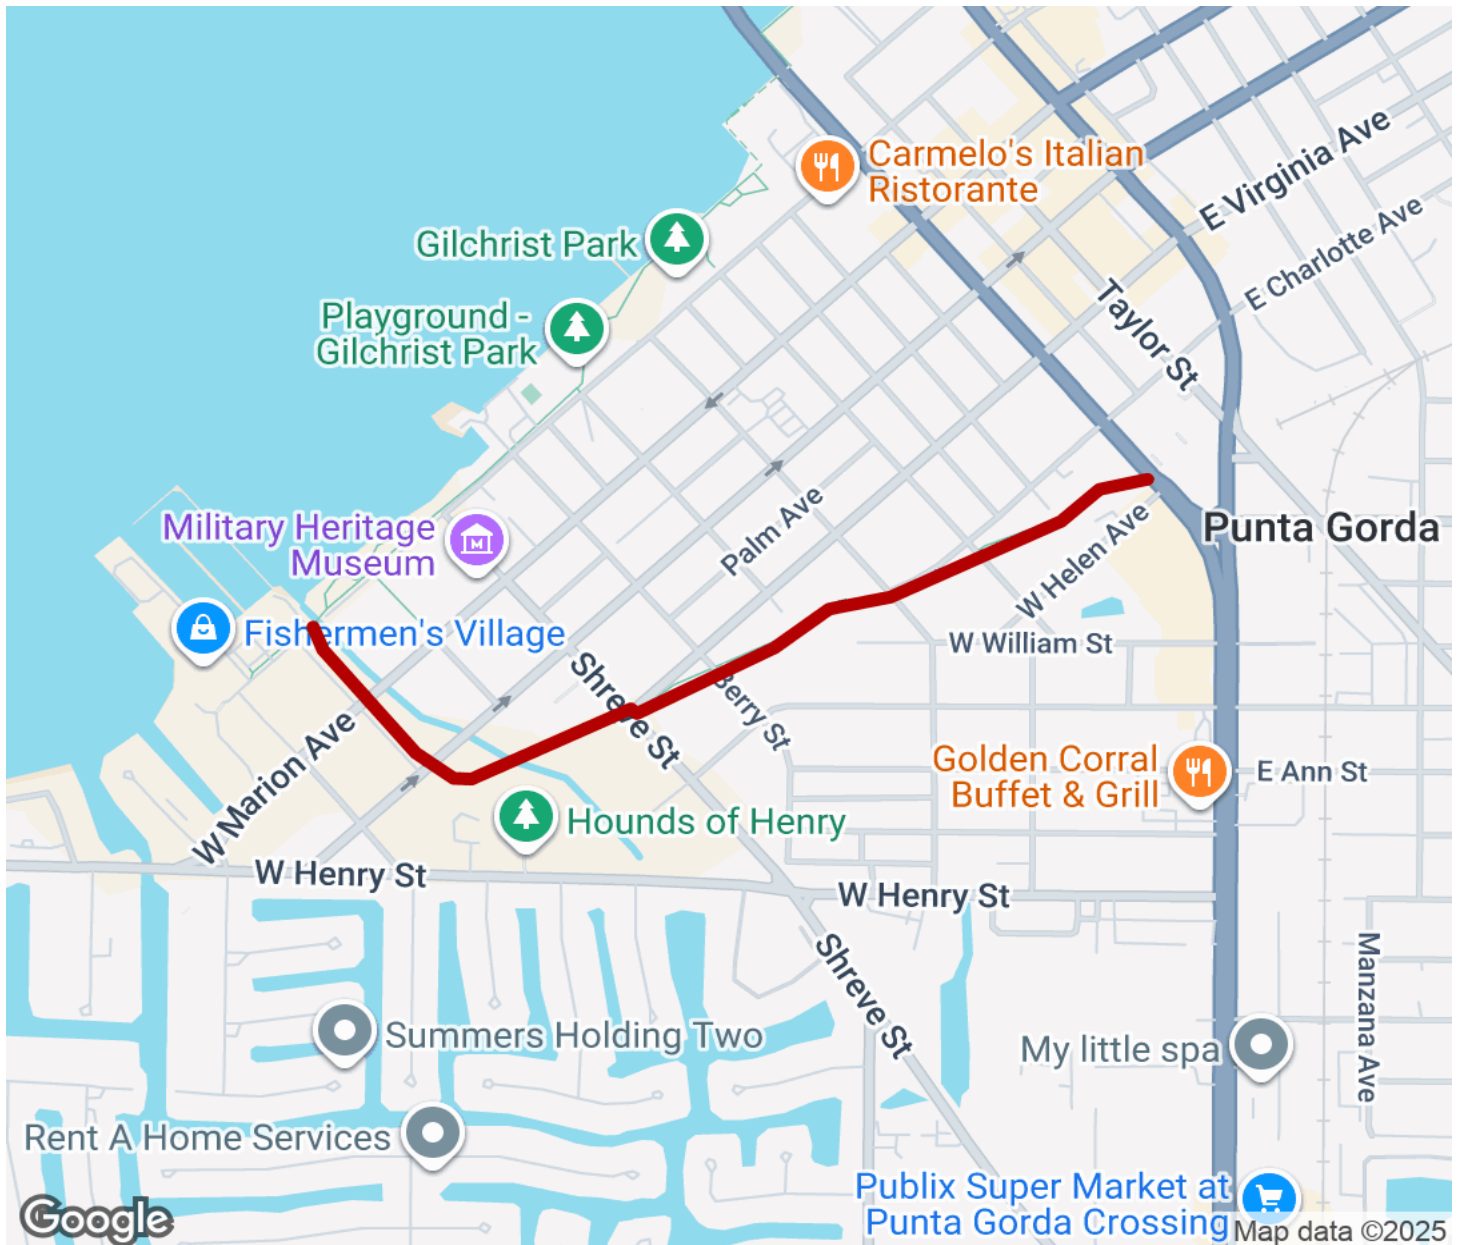 Carmelo's Italian
Ristorante
E Virginia Ave
E Charlotte Ave
Gilchrist Park
Taylor St
Playground -
Gilchrist Park
Military Heritage
Museum
Palm Ave
W Helen Ave
Punta Gorda
Fishermen's Village
W William St
Shreve St
Berry St
W Marion Ave
Golden Corral
Buffet & Grill
E Ann St
Hounds of Henry
W Henry St
W Henry St
Shreve St
Manzana Ave
Summers Holding Two
My little spa
Rent A Home Services
Publix Super Market at
Punta Gorda Crossing
Google
Map data ©2025